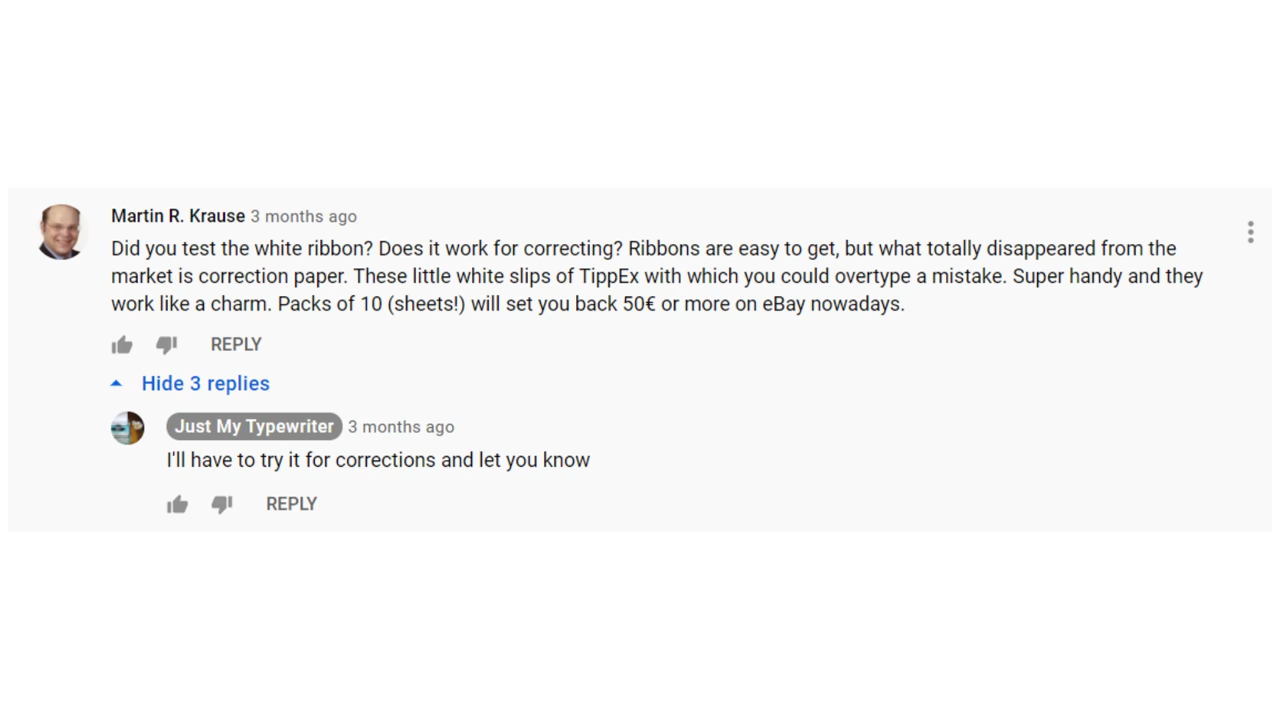 Martin R. Krause 3 months ago
Did you test the white ribbon? Does it work for correcting? Ribbons are easy to get, but what totally disappeared from the
market is correction paper. These little white slips of TippEx with which you could overtype a mistake. Super handy and they
work like a charm. Packs of 10 (sheets!) will set you back 50€ or more on eBay nowadays.
REPLY
Hide 3 replies
Just My Typewriter 3 months ago
I'll have to try it for corrections and let you know
REPLY